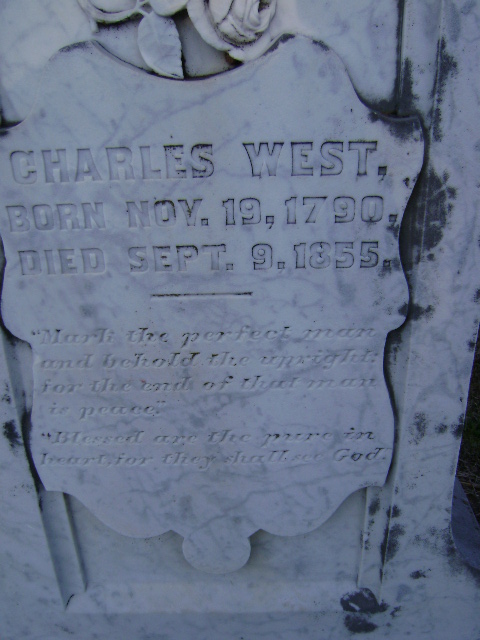 CHARLES WEST,
BORN NOV. 19, 1790,
DIED SEPT. 9. 1855.
"Mark the perfect man
and behold the upright:
for the end of that man
is peace."
"Blessed are the pure in
heart, for they shall see God.